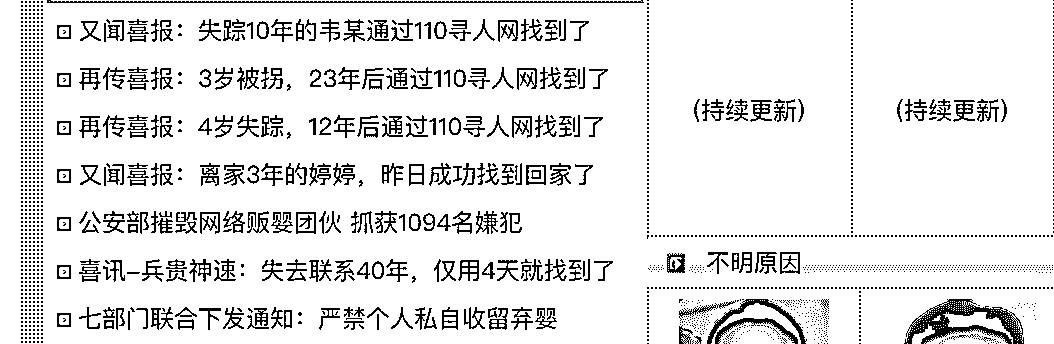 又闻喜报：失踪10年的韦某通过110寻人网找到了
再传喜报：3岁被拐，23年后通过110寻人网找到了
再传喜报：4岁失踪，12年后通过110寻人网找到了
又闻喜报：离家3年的婷婷，昨日成功找到回家了
公安部摧毁网络贩婴团伙 抓获1094名嫌犯
喜讯–兵贵神速：失去联系40年，仅用4天就找到了
七部门联合下发通知：严禁个人私自收留弃婴
(持续更新)
(持续更新)
不明原因